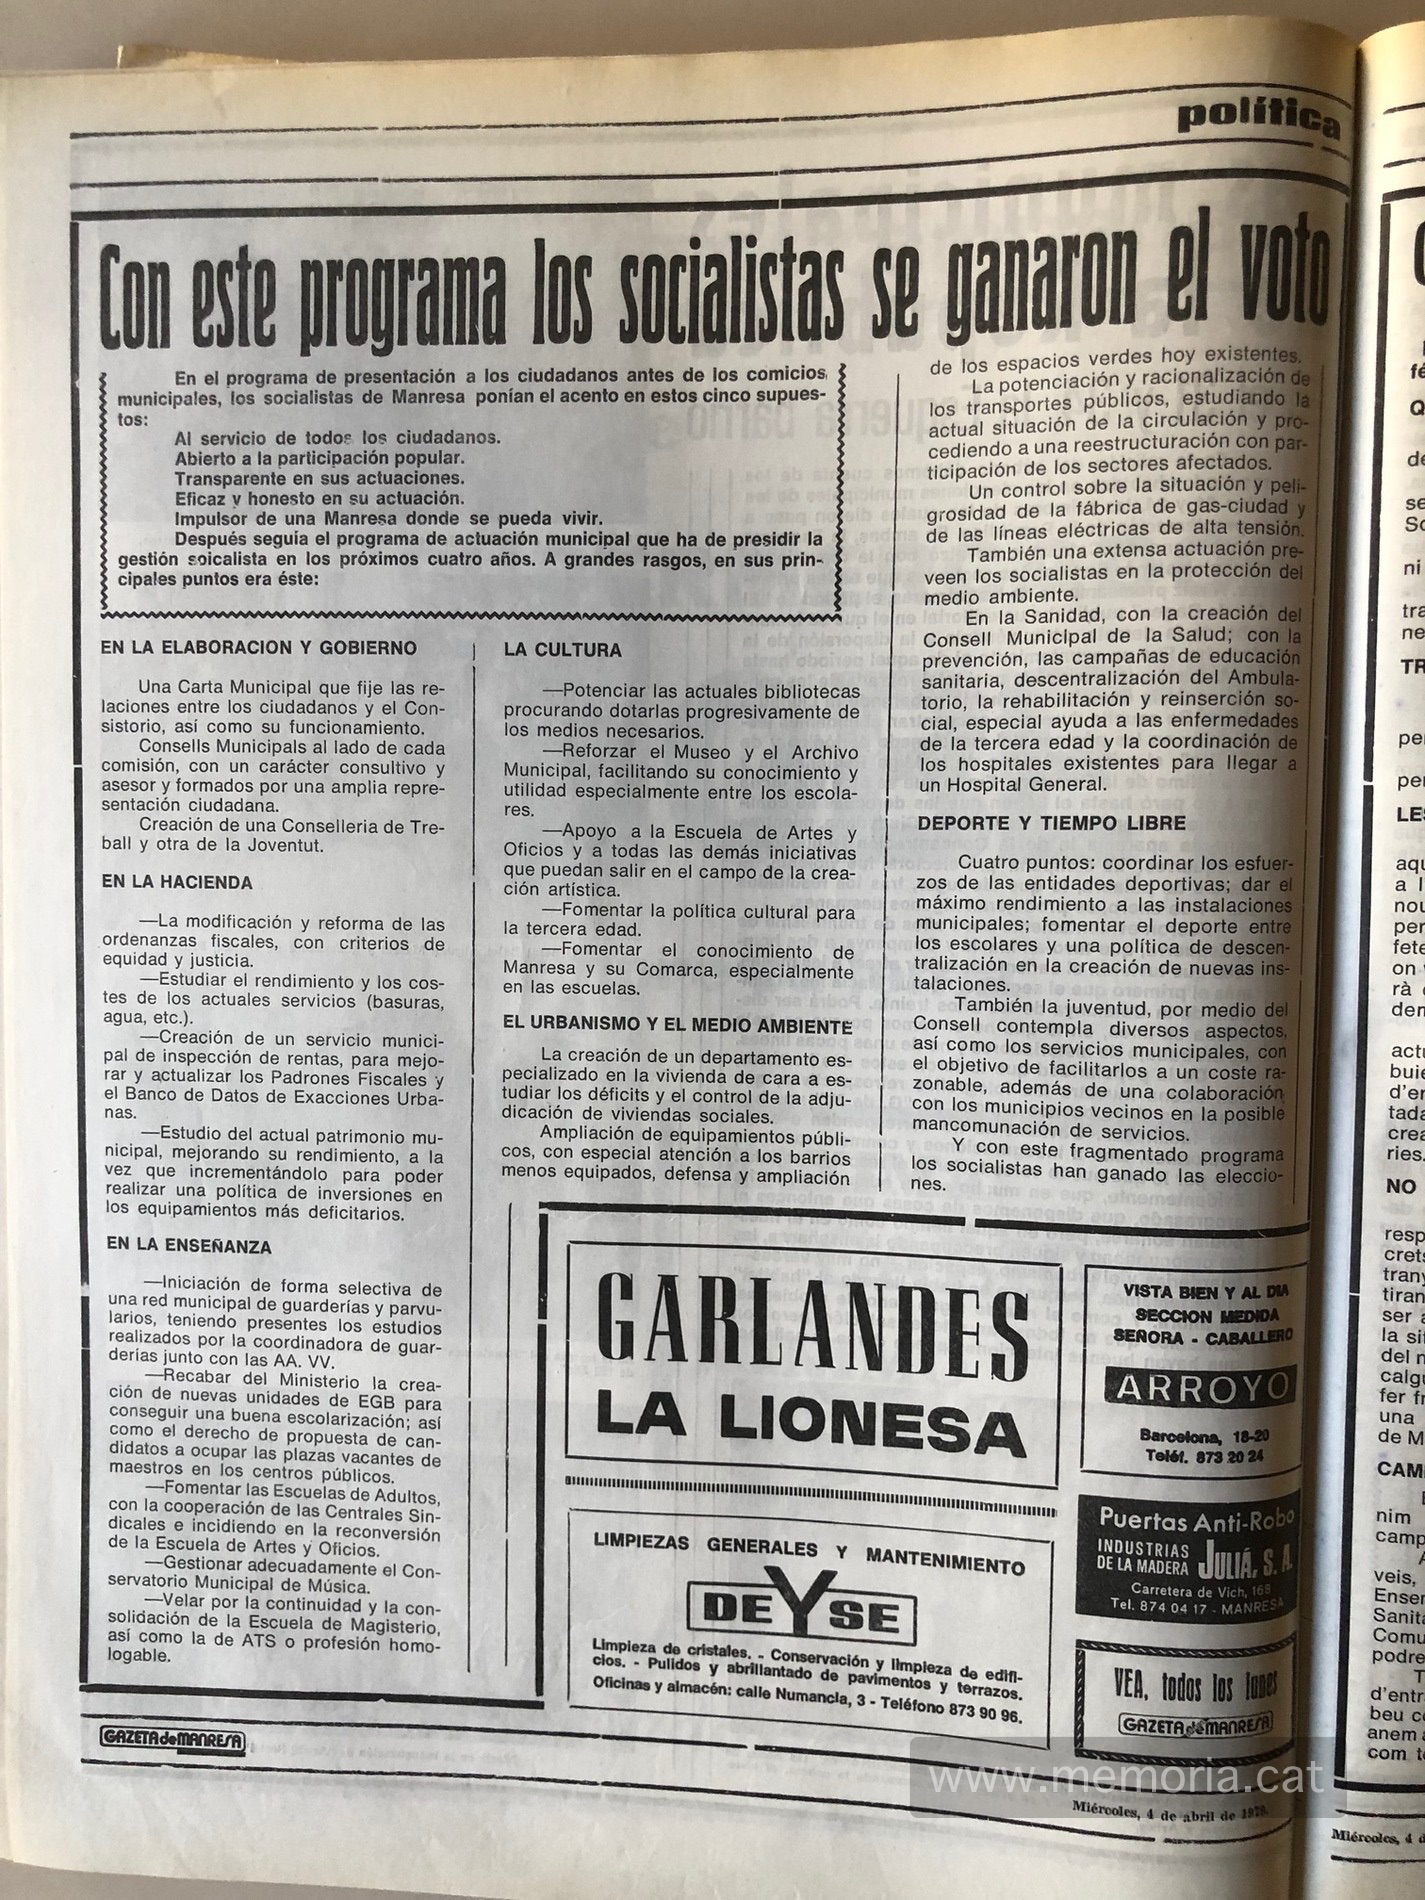 política
Con este programa los socialistas se ganaron el voto
En el programa de presentación a los ciudadanos antes de los comicios
municipales, los socialistas de Manresa ponían el acento en estos cinco supues-
tos:
Al servicio de todos los ciudadanos.
Abierto a la participación popular.
Transparente en sus actuaciones.
Eficaz y honesto en su actuación.
Impulsor de una Manresa donde se pueda vivir.
Después seguía el programa de actuación municipal que ha de presidir la
gestión soicalista en los próximos cuatro años. A grandes rasgos, en sus prin-
cipales puntos era éste:
EN LA ELABORACION Y GOBIERNO
Una Carta Municipal que fije las re-
laciones entre los ciudadanos y el Con-
sistorio, así como su funcionamiento.
Consells Municipals al lado de cada
comisión, con un carácter consultivo y
asesor y formados por una amplia repre-
sentación ciudadana.
Creación de una Conselleria de Tre-
ball y otra de la Joventut.
EN LA HACIENDA
—La modificación y reforma de las
ordenanzas fiscales, con criterios de
equidad y justicia.
—Estudiar el rendimiento y los cos-
tes de los actuales servicios (basuras,
agua, etc.).
—Creación de un servicio munici-
pal de inspección de rentas, para mejo-
rar y actualizar los Padrones Fiscales y
el Banco de Datos de Exacciones Urba-
nas.
—Estudio del actual patrimonio mu-
nicipal, mejorando su rendimiento, a la
vez que incrementándolo para poder
realizar una política de inversiones en
los equipamientos más deficitarios.
EN LA ENSEÑANZA
—Iniciación de forma selectiva de
una red municipal de guarderías y parvu-
larios, teniendo presentes los estudios
realizados por la coordinadora de guar-
derías junto con las AA. VV.
—Recabar del Ministerio la crea-
ción de nuevas unidades de EGB para
conseguir una buena escolarización; así
como el derecho de propuesta de can-
didatos a ocupar las plazas vacantes de
maestros en los centros públicos.
—Fomentar las Escuelas de Adultos,
con la cooperación de las Centrales Sin-
dicales e incidiendo en la reconversión
de la Escuela de Artes y Oficios.
—Gestionar adecuadamente el Con-
servatorio Municipal de Música.
—Velar por la continuidad y la con-
solidación de la Escuela de Magisterio,
así como la de ATS o profesión homo-
logable.
LA CULTURA
—Potenciar las actuales bibliotecas
procurando dotarlas progresivamente de
los medios necesarios.
—Reforzar el Museo y el Archivo
Municipal, facilitando su conocimiento y
utilidad especialmente entre los escola-
res.
—Apoyo a la Escuela de Artes y
Oficios y a todas las demás iniciativas
que puedan salir en el campo de la crea-
ción artística.
—Fomentar la política cultural para
la tercera edad.
—Fomentar el conocimiento de
Manresa y su Comarca, especialmente
en las escuelas.
EL URBANISMO Y EL MEDIO AMBIENTE
La creación de un departamento es-
pecializado en la vivienda de cara a es-
tudiar los déficits y el control de la adju-
dicación de viviendas sociales.
Ampliación de equipamientos públi-
cos, con especial atención a los barrios
menos equipados, defensa y ampliación
de los espacios verdes hoy existentes.
La potenciación y racionalización de
los transportes públicos, estudiando la
actual situación de la circulación y pro-
cediendo a una reestructuración con par-
ticipación de los sectores afectados.
Un control sobre la situación y peli-
grosidad de la fábrica de gas-ciudad y
de las líneas eléctricas de alta tensión.
También una extensa actuación pre-
veen los socialistas en la protección del
medio ambiente.
En la Sanidad, con la creación del
Consell Municipal de la Salud; con la
prevención, las campañas de educación
sanitaria, descentralización del Ambula-
torio, la rehabilitación y reinserción so-
cial, especial ayuda a las enfermedades
de la tercera edad y la coordinación de
los hospitales existentes para llegar a
un Hospital General.
DEPORTE Y TIEMPO LIBRE
Cuatro puntos: coordinar los esfuer-
zos de las entidades deportivas; dar el
máximo rendimiento a las instalaciones
municipales; fomentar el deporte entre
los escolares y una política de descen-
tralización en la creación de nuevas ins-
talaciones.
También la juventud, por medio del
Consell contempla diversos aspectos,
así como los servicios municipales, con
el objetivo de facilitarlos a un coste ra-
zonable, además de una colaboración
con los municipios vecinos en la posible
mancomunación de servicios.
Y con este fragmentado programa
los socialistas han ganado las eleccio-
nes.
GARLANDES
LA LIONESA
VISTA BIEN Y AL DIA
SECCION MEDIDA
SEÑORA - CABALLERO
ARROYO
Barcelona, 18-20
Teléf. 873 20 24
LIMPIEZAS GENERALES Y MANTENIMIENTO
DEYSE
Limpieza de cristales. - Conservación y limpieza de edifi-
cios. - Pulidos y abrillantado de pavimentos y terrazos.
Oficinas y almacén: calle Numancia, 3 - Teléfono 873 90 96.
Puertas Anti-Robo
INDUSTRIAS
DE LA MADERA JULIÁ, S. A.
Carretera de Vich, 169
Tel. 874 04 17 - MANRESA
VEA, todos los lunes
GAZETA de MANRESA
GAZETA de MANRESA
www.memoria.cat
Miércoles, 4 de abril de 1979.